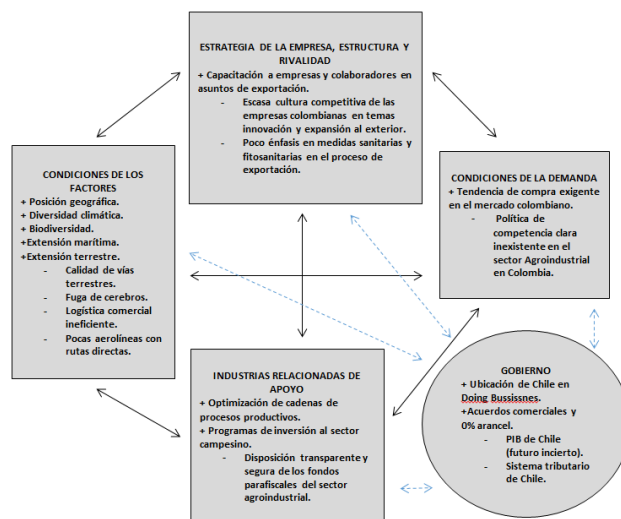 ESTRATEGIA DE LA EMPRESA, ESTRUCTURA Y
RIVALIDAD
+ Capacitación a empresas y colaboradores en
asuntos de exportación.
- Escasa cultura competitiva de las
empresas colombianas en temas
innovación y expansión al exterior.
- Poco énfasis en medidas sanitarias y
fitosanitarias en el proceso de
exportación.
CONDICIONES DE LOS
FACTORES
+ Posición geográfica.
+ Diversidad climática.
+ Biodiversidad.
+Extensión marítima.
+Extensión terrestre.
- Calidad de vías
terrestres.
- Fuga de cerebros.
- Logística comercial
ineficiente.
- Pocas aerolíneas con
rutas directas.
CONDICIONES DE LA DEMANDA
+ Tendencia de compra exigente
en el mercado colombiano.
- Política de
competencia clara
inexistente en el
sector Agroindustrial
en Colombia.
INDUSTRIAS RELACIONADAS DE
APOYO
+ Optimización de cadenas de
procesos productivos.
+ Programas de inversión al sector
campesino.
- Disposición transparente y
segura de los fondos
parafiscales del sector
agroindustrial.
GOBIERNO
+ Ubicación de Chile en
Doing Bussissnes.
+Acuerdos comerciales y
0% arancel.
- PIB de Chile
(futuro incierto).
- Sistema tributario
de Chile.